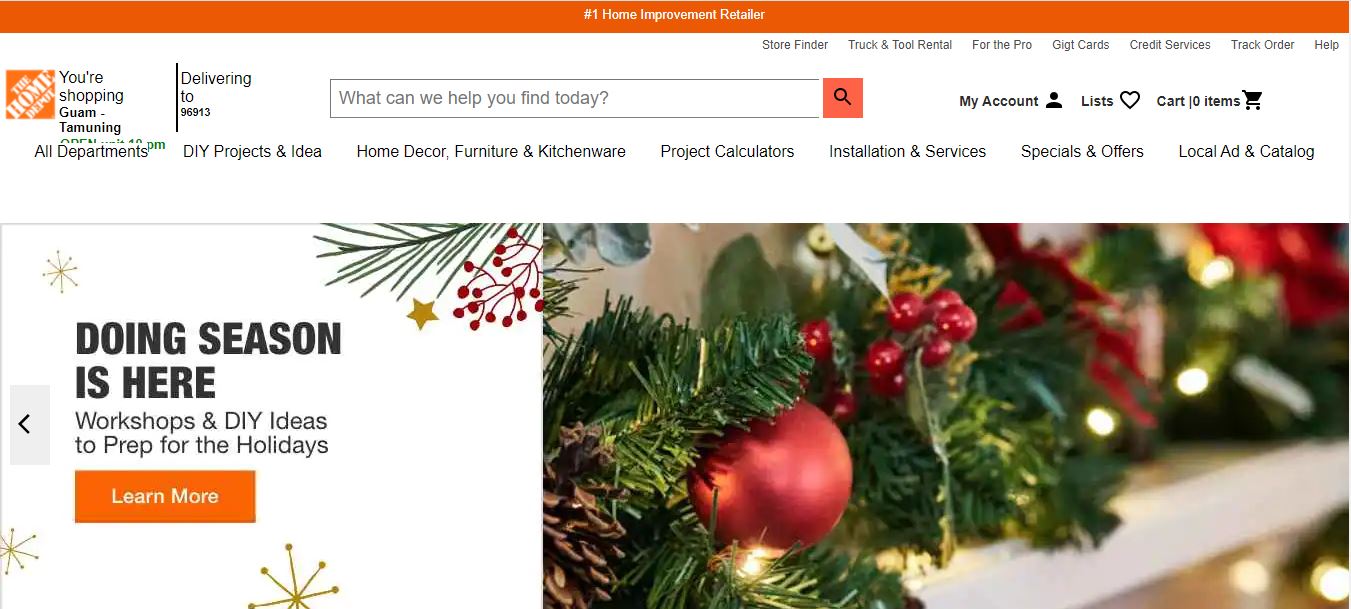 #1 Home Improvement Retailer
Store Finder Truck & Tool Rental For the Pro Gigt Cards Credit Services Track Order Help
THE HOME DEPOT
You're shopping
Guam - Tamuning
OPEN unit 10 pm
Delivering to
96913
What can we help you find today?
My Account Lists Cart |0 items
All Departments DIY Projects & Idea Home Decor, Furniture & Kitchenware Project Calculators Installation & Services Specials & Offers Local Ad & Catalog
DOING SEASON
IS HERE
Workshops & DIY Ideas
to Prep for the Holidays
Learn More